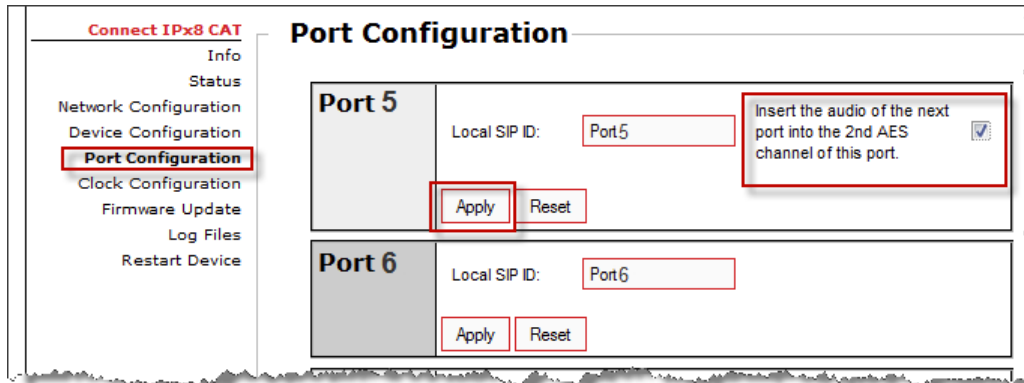 Connect IPx8 CAT
Info
Status
Network Configuration
Device Configuration
Port Configuration
Clock Configuration
Firmware Update
Log Files
Restart Device
Port Configuration
Port 5
Local SIP ID:
Port5
Insert the audio of the next
port into the 2nd AES
channel of this port.
Apply
Reset
Port 6
Local SIP ID:
Port6
Apply
Reset